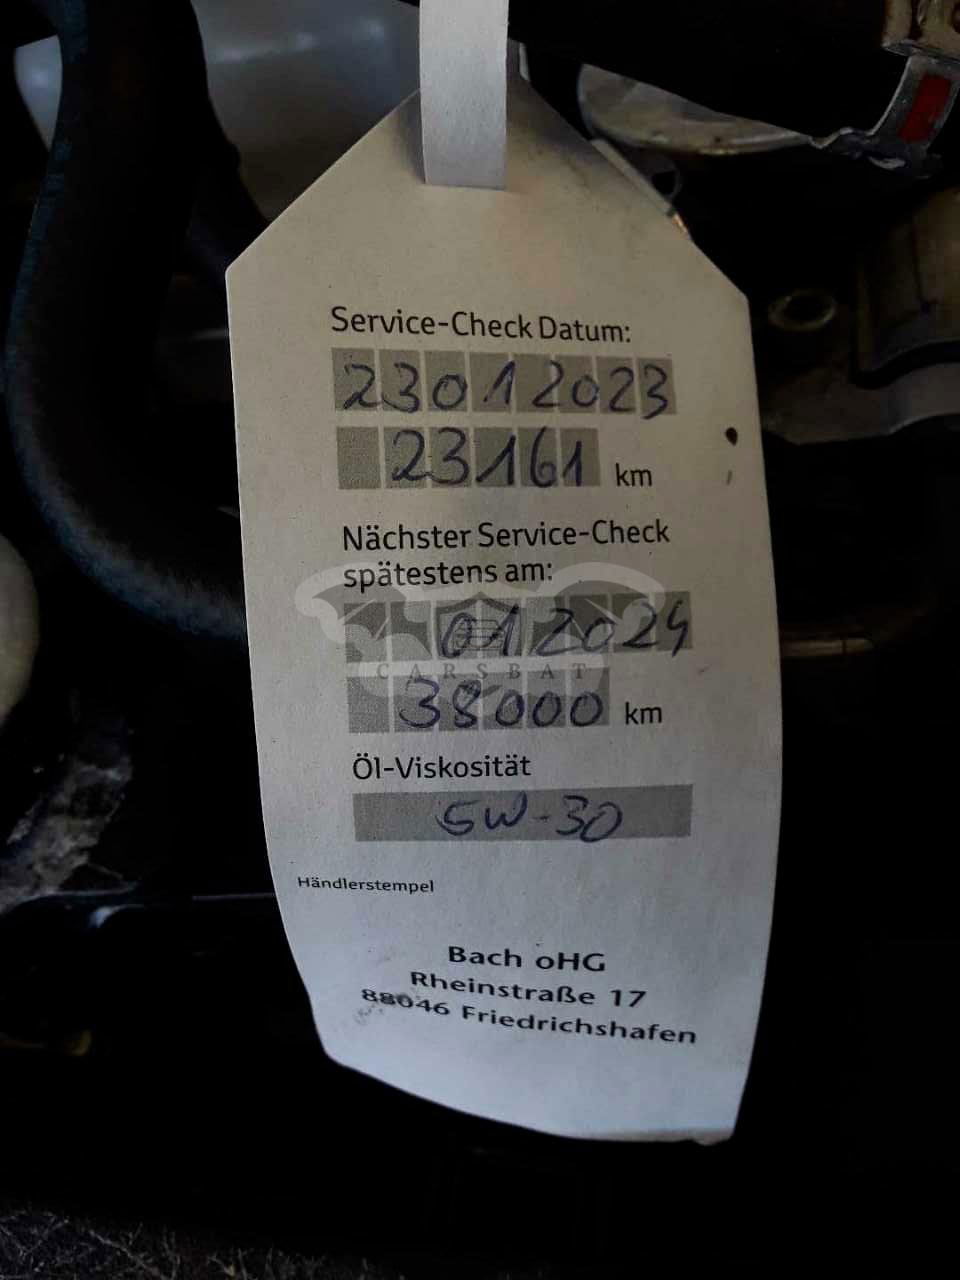 Service-Check Datum:
23012023
23161 km
Nächster Service-Check
spätestens am:
012024
CARSBAT
38000 km
Öl-Viskosität
5W-30
Händlerstempel
Bach oHG
Rheinstraße 17
88046 Friedrichshafen